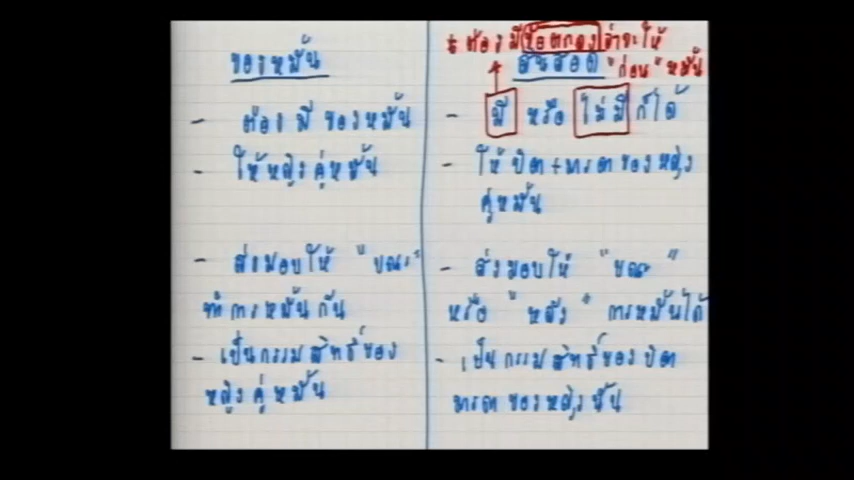 ของหมั้น
- ต้องมีของหมั้น
- ให้หญิงคู่หมั้น
- ส่งมอบให้ "ขณะ"
ทำการหมั้นกัน
- เป็นกรรมสิทธิ์ของ
หญิงคู่หมั้น
* ต้องมีข้อตกลงว่าจะให้
"ก่อน" หมั้น
สินสอด
- มี หรือ ไม่มี ก็ได้
- ให้บิดา+มารดาของหญิง
คู่หมั้น
- ส่งมอบให้ "ขณะ"
หรือ "หลัง" การหมั้นได้
- เป็นกรรมสิทธิ์ของบิดา
มารดาของหญิงนั้น